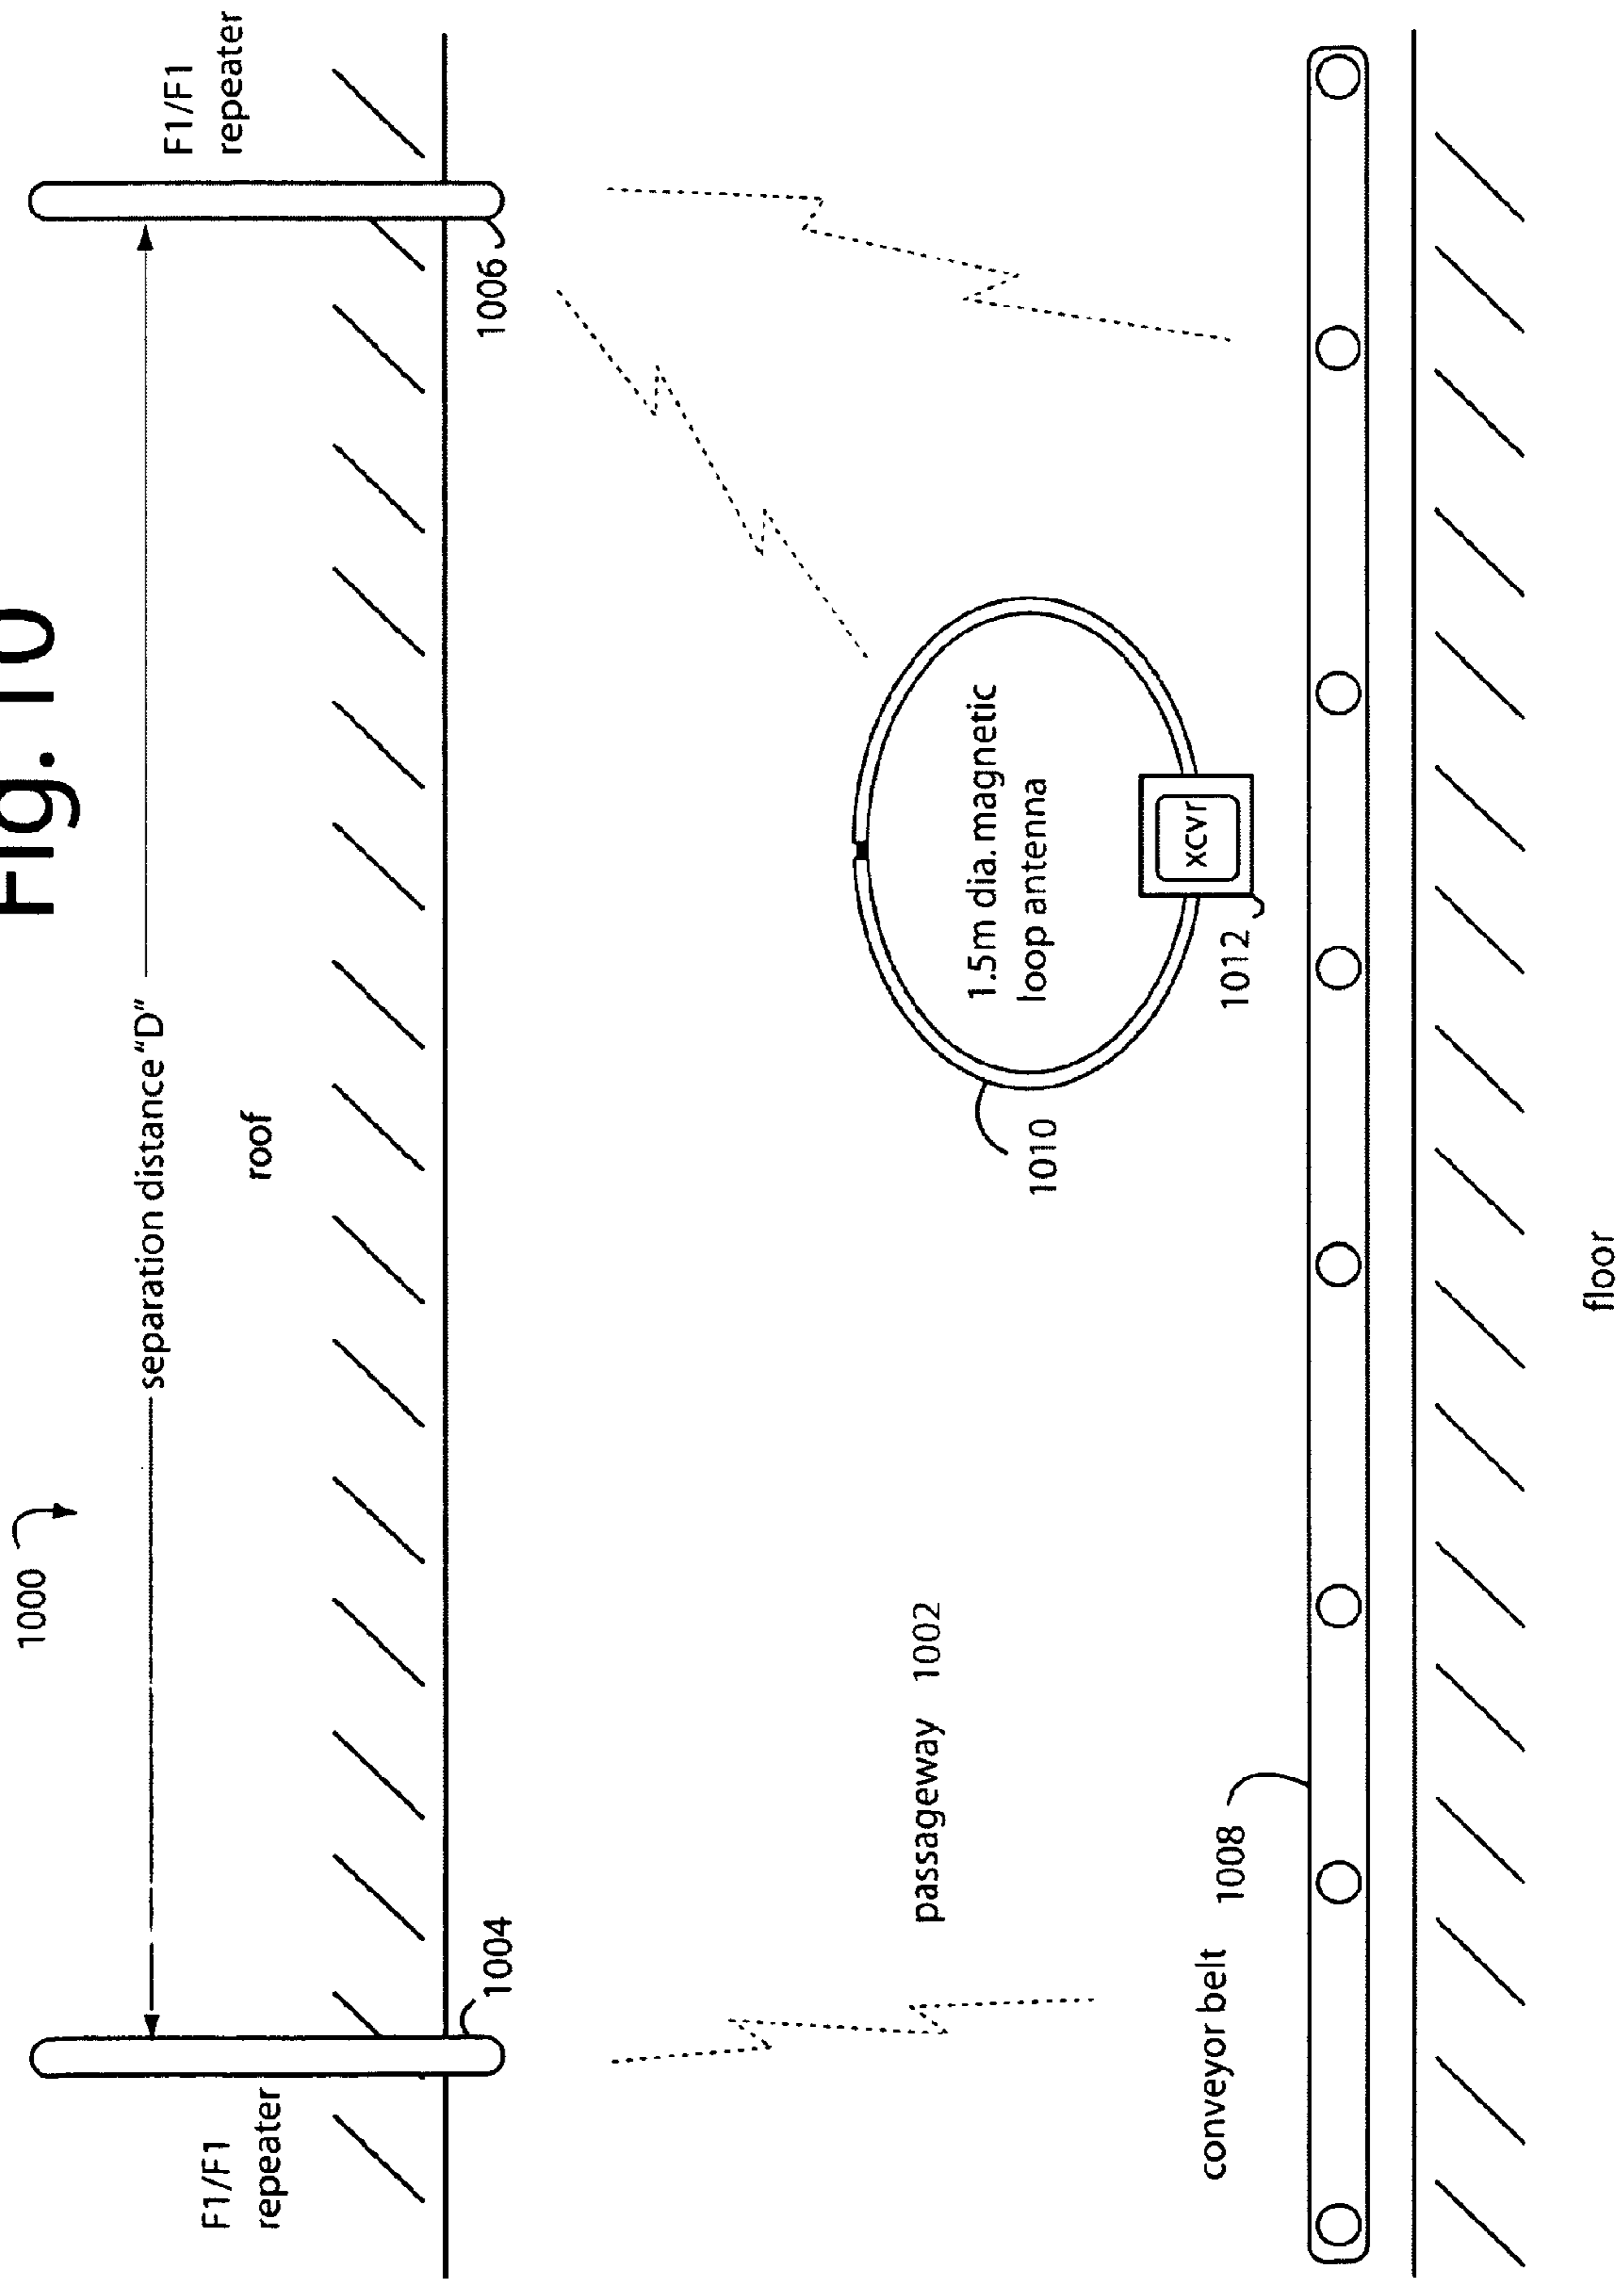 Fig. 10
1000
F1/F1
repeater
separation distance "D"
F1/F1
repeater
roof
1004
1006
passageway 1002
1.5m dia. magnetic
loop antenna
1010
xcvr
1012
conveyor belt
1008
floor